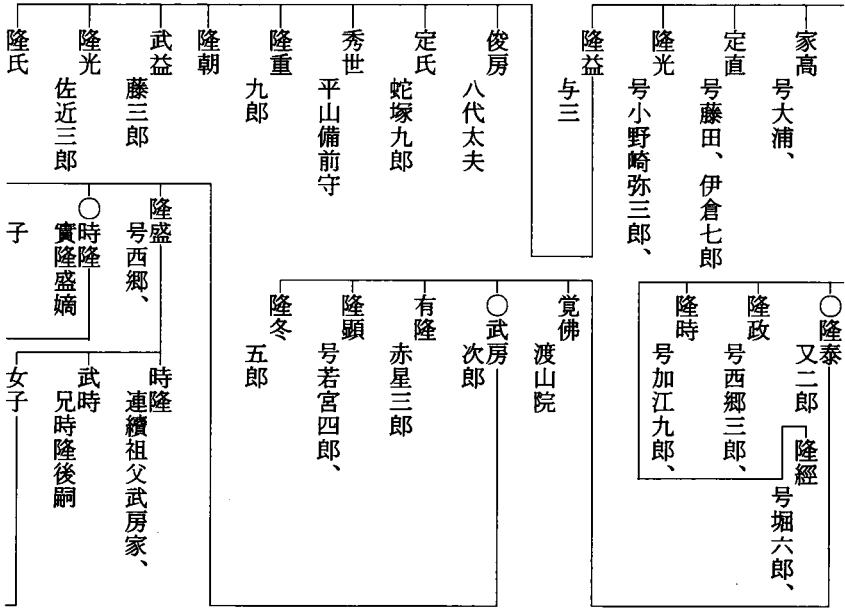 家高
号大浦、
定直
号藤田、伊倉七郎
隆光
号小野崎弥三郎、
隆益
与三
俊房
八代太夫
定氏
蛇塚九郎
秀世
平山備前守
隆重
九郎
隆朝
武益
藤三郎
隆光
佐近三郎
隆氏
隆經
号堀六郎、
〇隆泰
又二郎
隆政
号西郷三郎、
隆時
号加江九郎、
覚佛
渡山院
〇武房
次郎
有隆
赤星三郎
隆顕
号若宮四郎、
隆冬
五郎
隆盛
号西郷、
〇時隆
實隆盛嫡
子
時隆
連續祖父武房家、
武時
兄時隆後嗣
女子